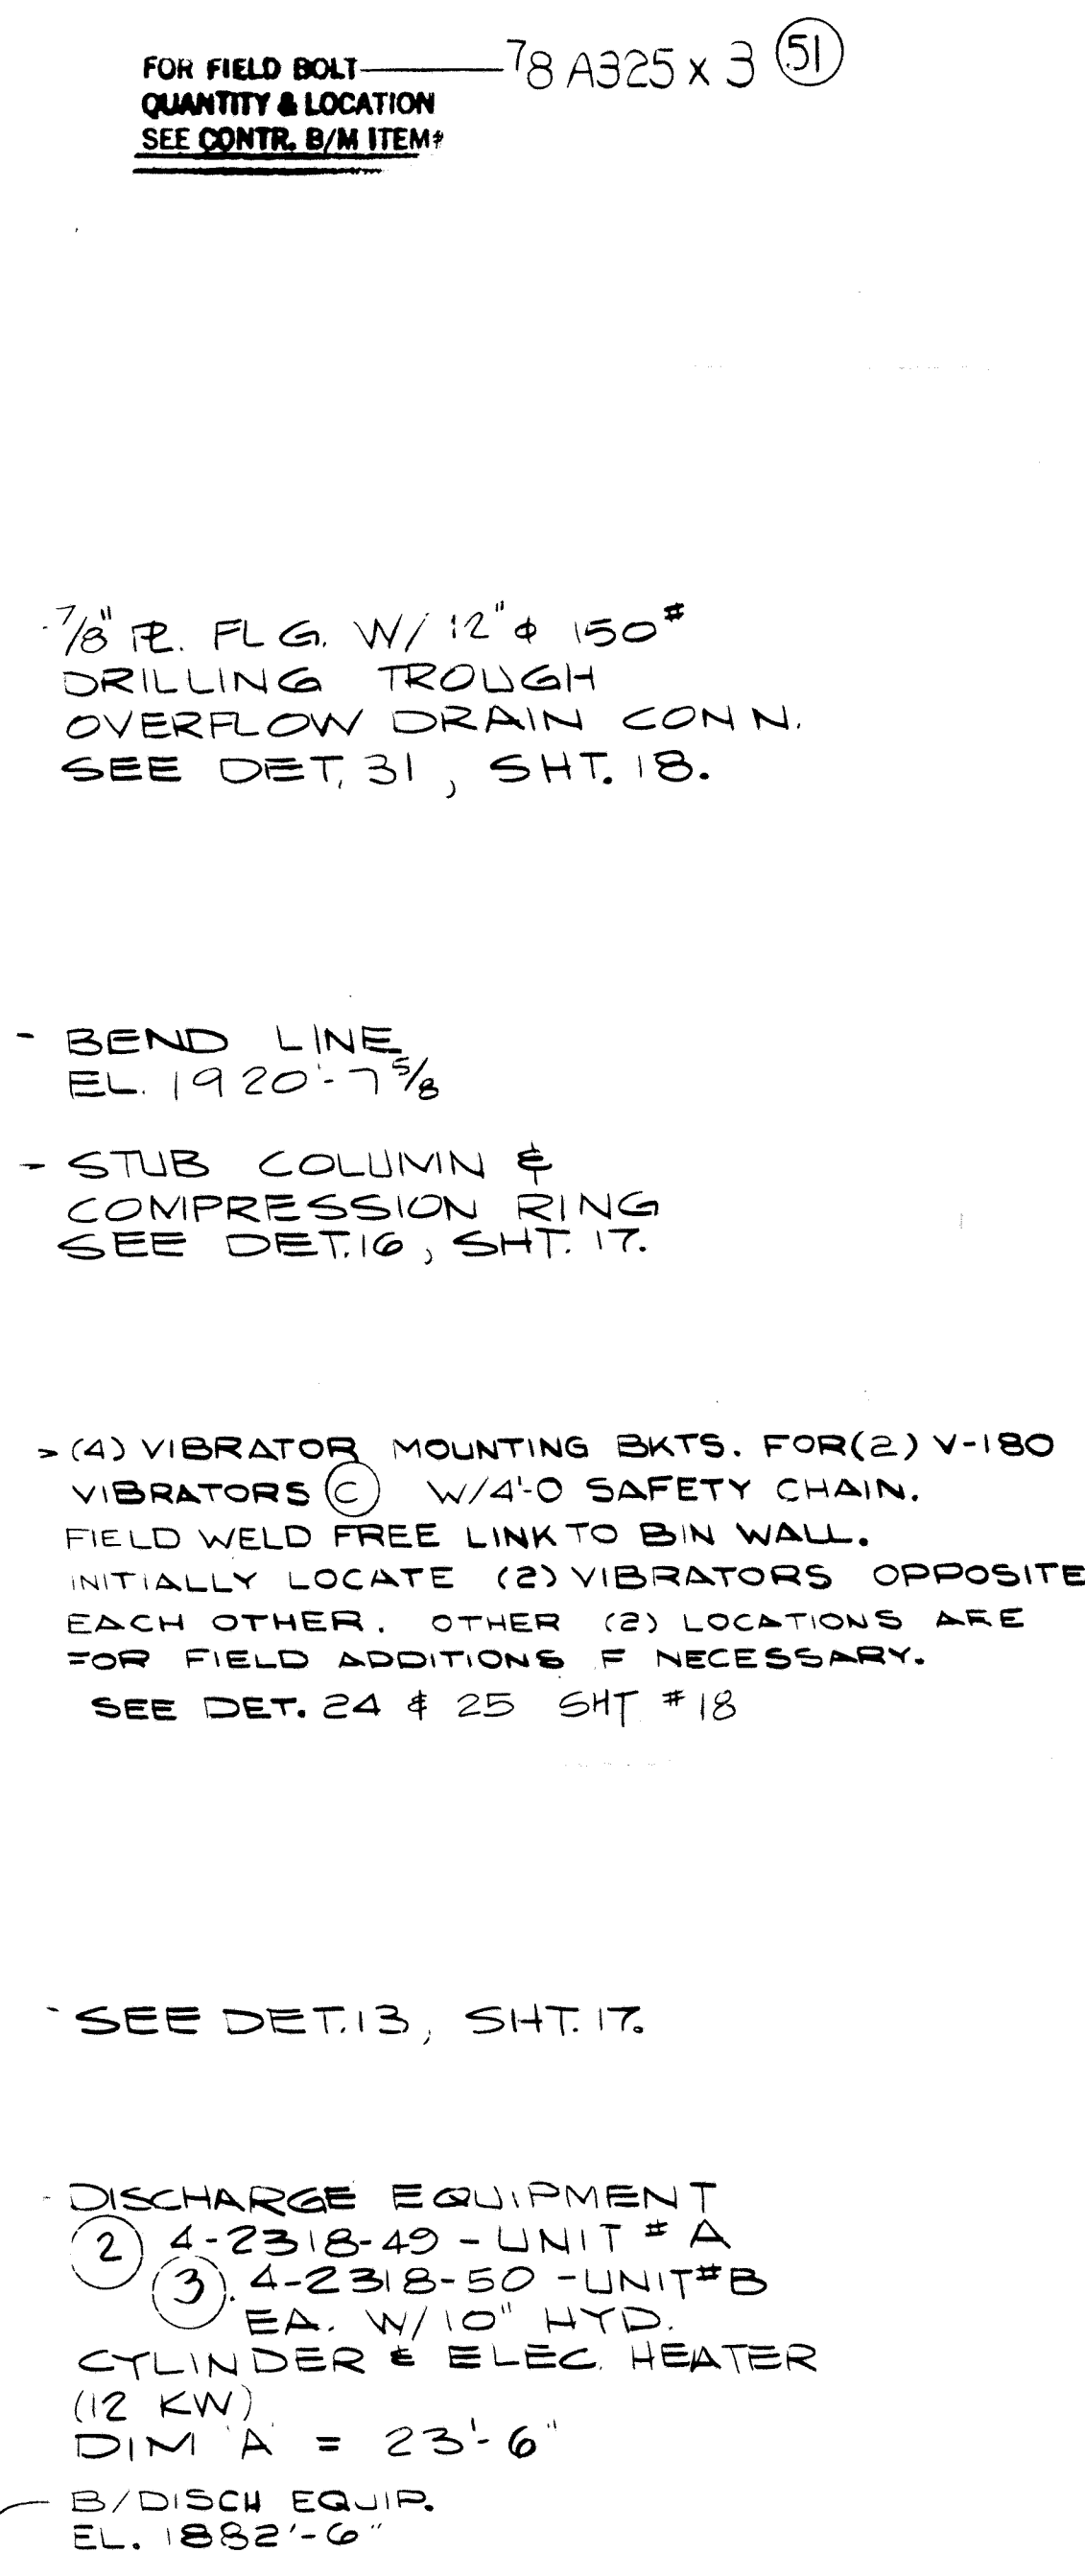 FOR FIELD BOLT — 7/8 A325 x 3 (51)
QUANTITY & LOCATION
SEE CONTR. B/M ITEM#
7/8" PL. FLG. W/ 12"φ 150#
DRILLING TROUGH
OVERFLOW DRAIN CONN.
SEE DET. 31, SHT. 18.
- BEND LINE
EL. 1920'-7 5/8
- STUB COLUMN &
COMPRESSION RING
SEE DET. 16, SHT. 17.
> (4) VIBRATOR MOUNTING BKTS. FOR (2) V-180
VIBRATORS (C) W/4'-0 SAFETY CHAIN.
FIELD WELD FREE LINK TO BIN WALL.
INITIALLY LOCATE (2) VIBRATORS OPPOSITE
EACH OTHER. OTHER (2) LOCATIONS ARE
FOR FIELD ADDITIONS F NECESSARY.
SEE DET. 24 & 25 SHT #18
- SEE DET. 13, SHT. 17.
- DISCHARGE EQUIPMENT
(2) 4-2318-49 - UNIT # A
(3). 4-2318-50 - UNIT # B
EA. W/ 10" HYD.
CYLINDER & ELEC. HEATER
(12 KW)
DIM 'A' = 23'-6"
B/DISCH EQUIP.
EL. 1882'-6"